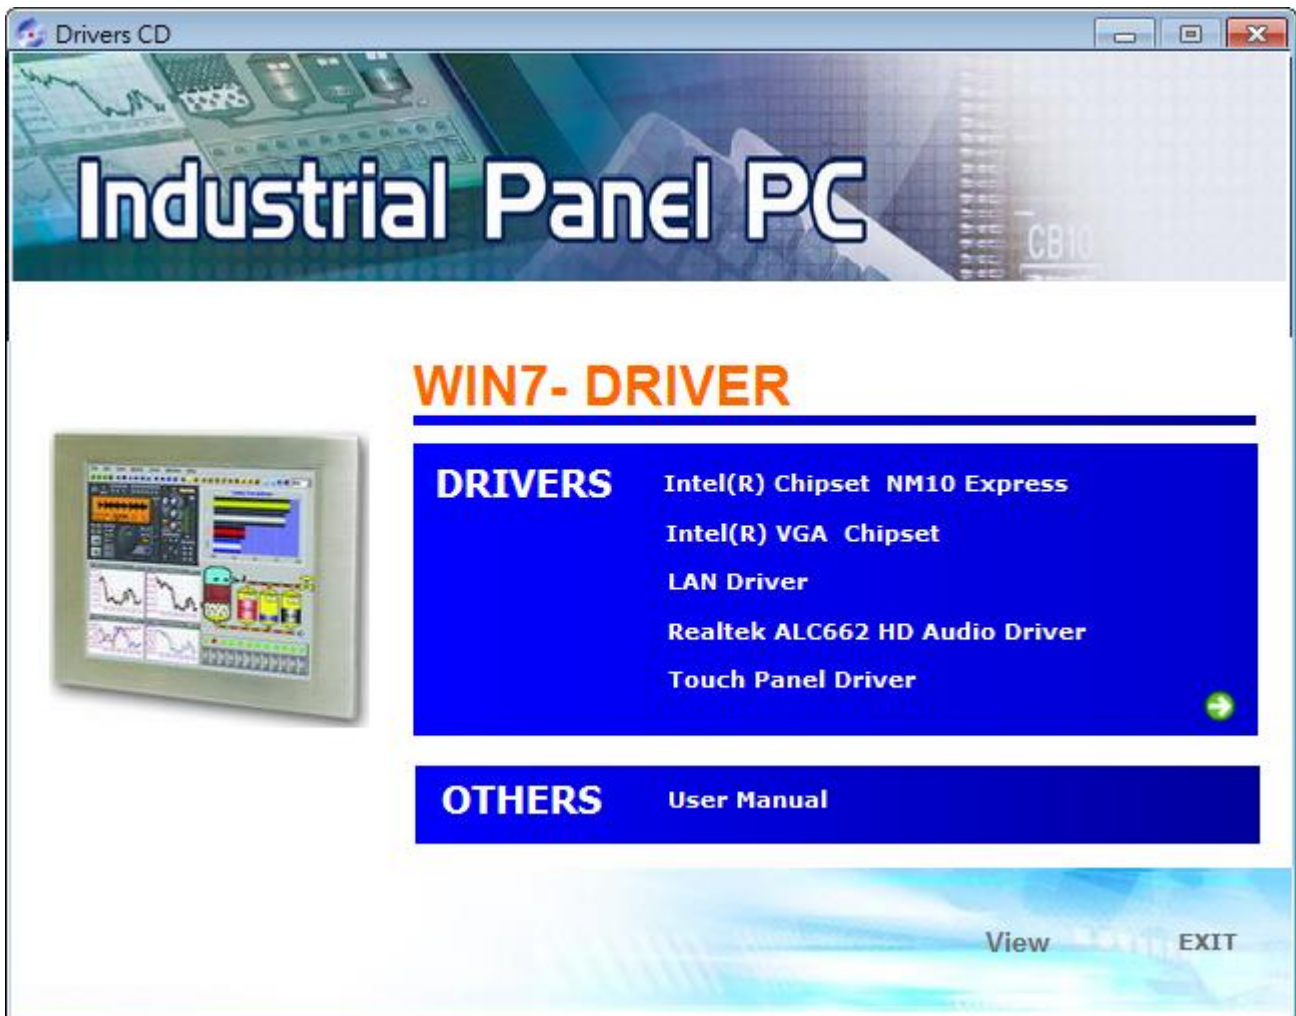 Drivers CD
Industrial Panel PC
CB10
WIN7- DRIVER
DRIVERS
Intel(R) Chipset  NM10 Express
Intel(R) VGA  Chipset
LAN Driver
Realtek ALC662 HD Audio Driver
Touch Panel Driver
OTHERS
User Manual
View
EXIT